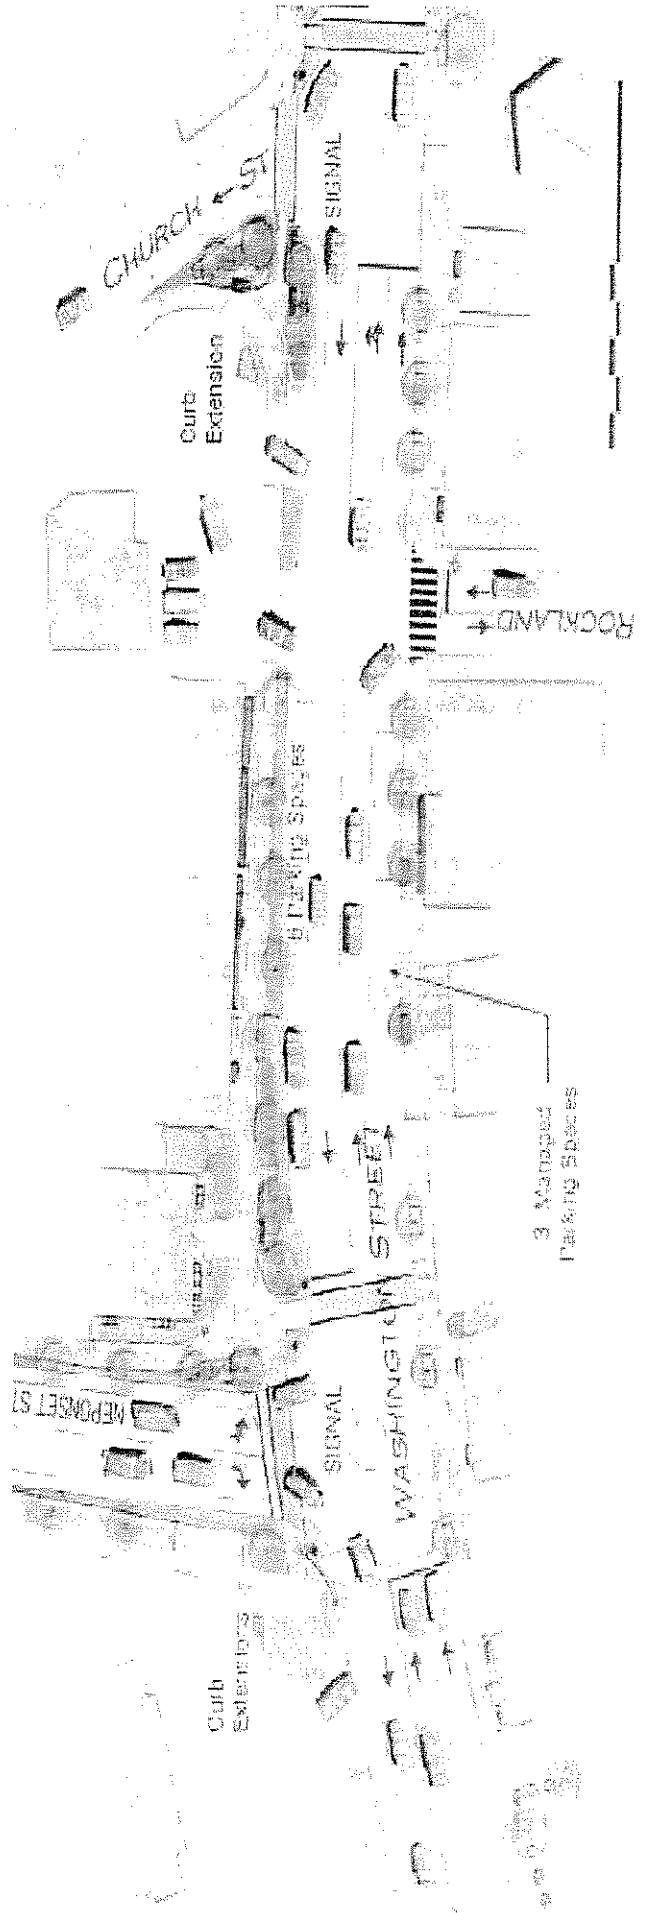 CHURCH ST
SIGNAL
Curb
Extension
ROCKLAND
Parking Spaces
3 Managed
Parking Spaces
WASHINGTON STREET
NEPONSET ST
SIGNAL
Curb
Extensions